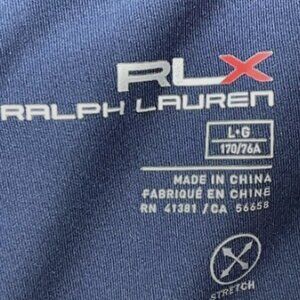 RLX
RALPH LAUREN
L•G
170/76A
MADE IN CHINA
FABRIQUÉ EN CHINE
RN 41381 / CA 56658
STRETCH